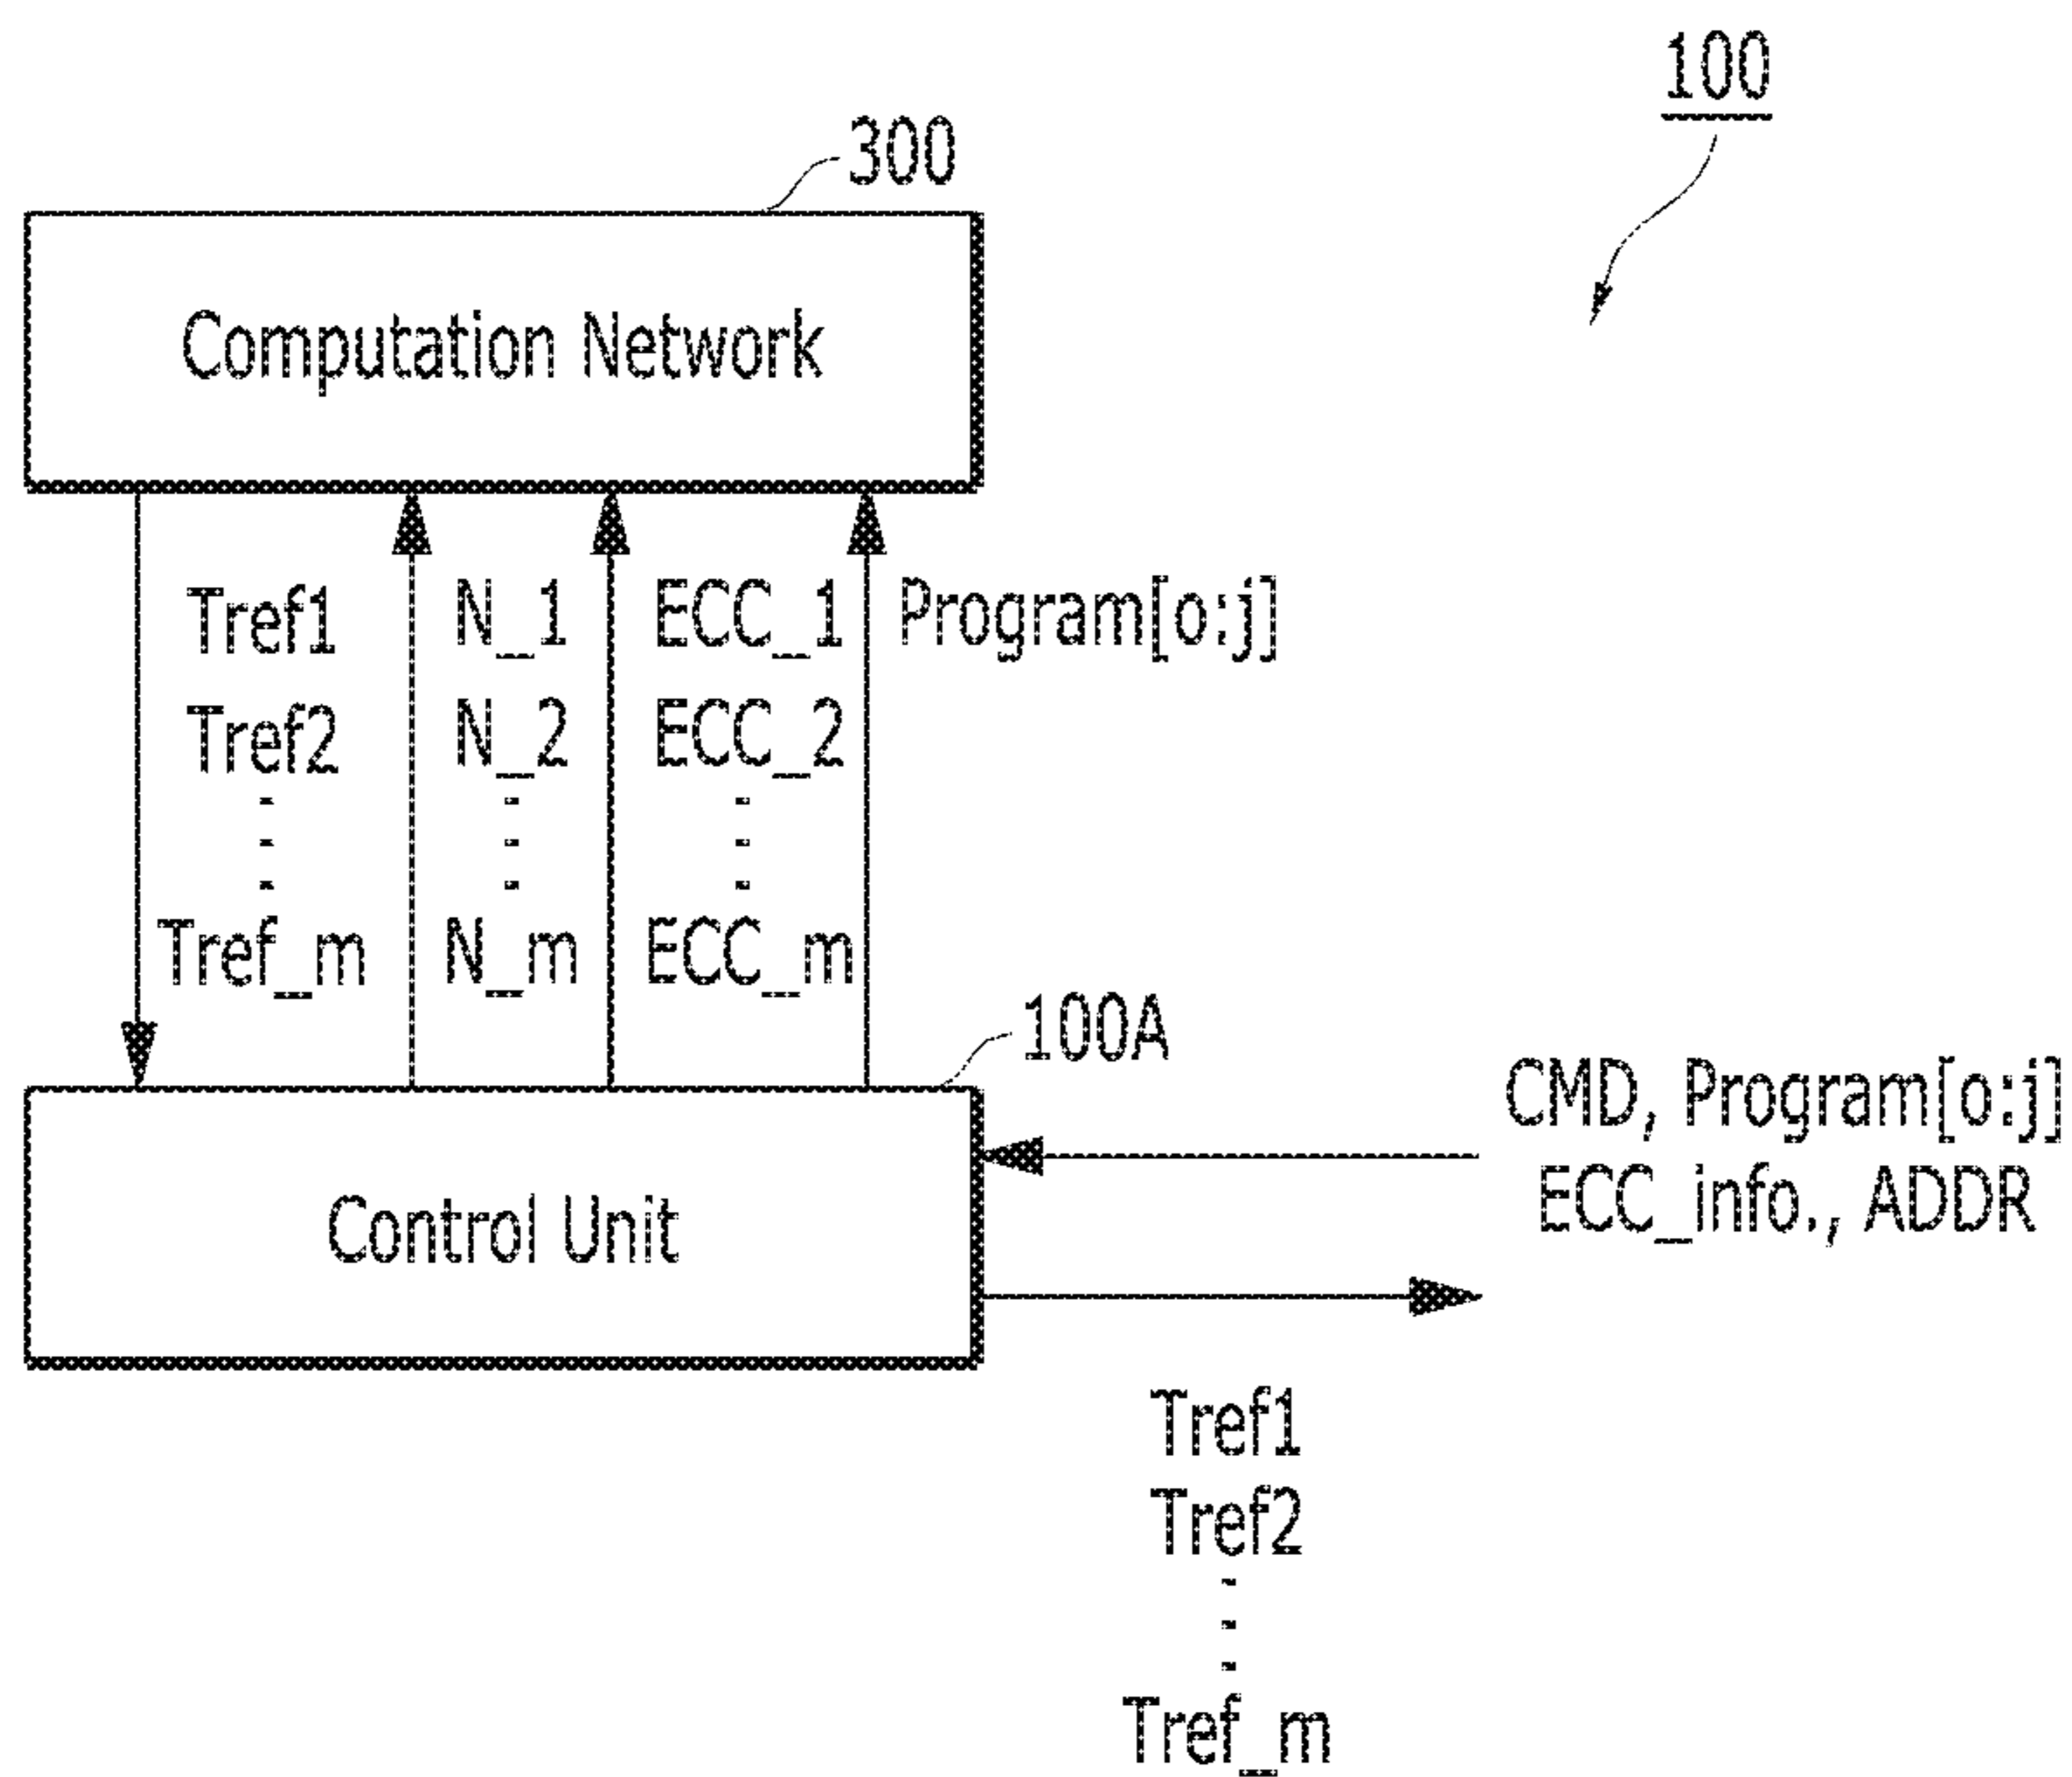 100
300
Computation Network
Tref1 N_1 ECC_1 Program[o:j]
Tref2 N_2 ECC_2
Tref_m N_m ECC_m
100A
CMD, Program[o:j]
ECC_info., ADDR
Control Unit
Tref1
Tref2
Tref_m